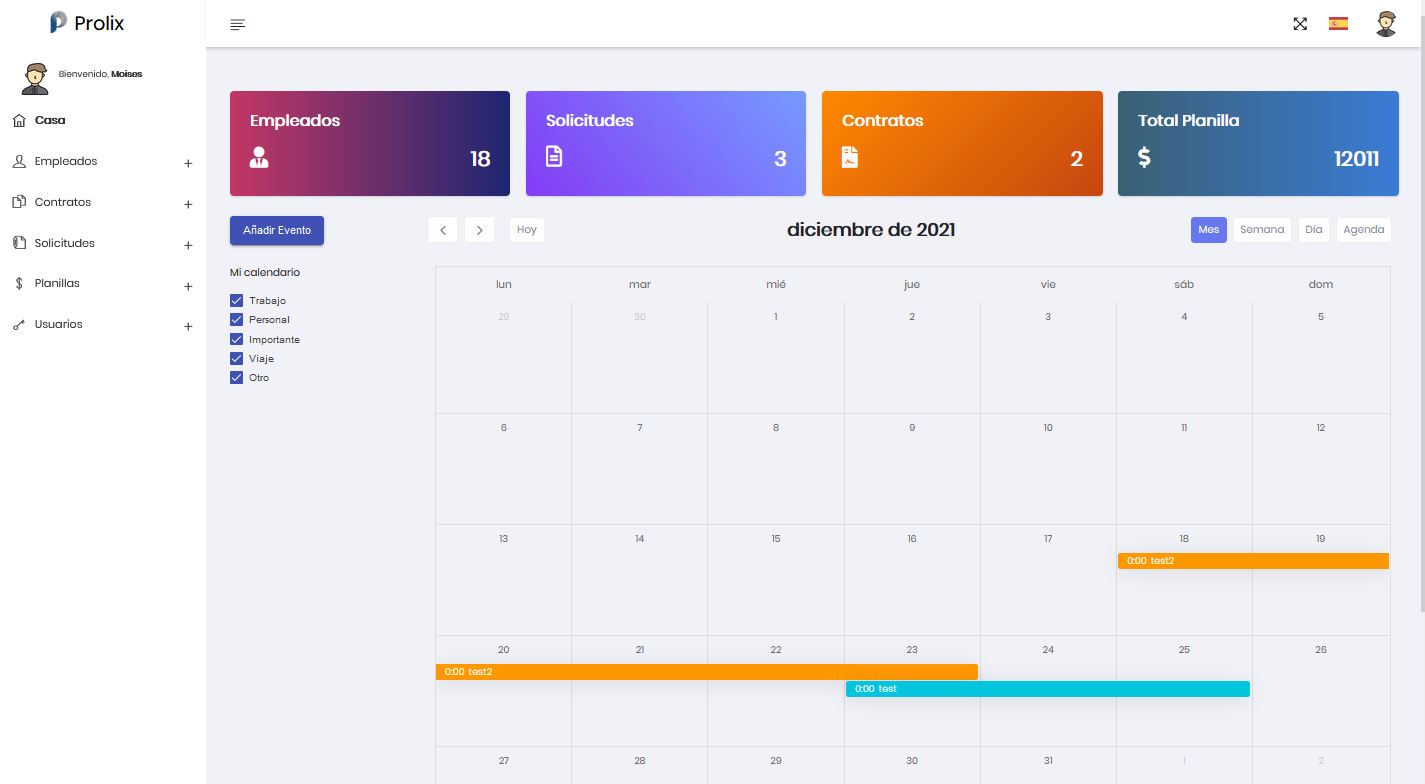 Prolix
Bienvenido, Moises
Casa
Empleados +
Contratos +
Solicitudes +
Planillas +
Usuarios +
Empleados
18
Solicitudes
3
Contratos
2
Total Planilla
$ 12011
Añadir Evento
Mi calendario
Trabajo
Personal
Importante
Viaje
Otro
< > Hoy diciembre de 2021 Mes Semana Día Agenda
lun mar mié jue vie sáb dom
29 30 1 2 3 4 5
6 7 8 9 10 11 12
13 14 15 16 17 18 19
0:00 test2
20 21 22 23 24 25 26
0:00 test2
0:00 test
27 28 29 30 31 1 2